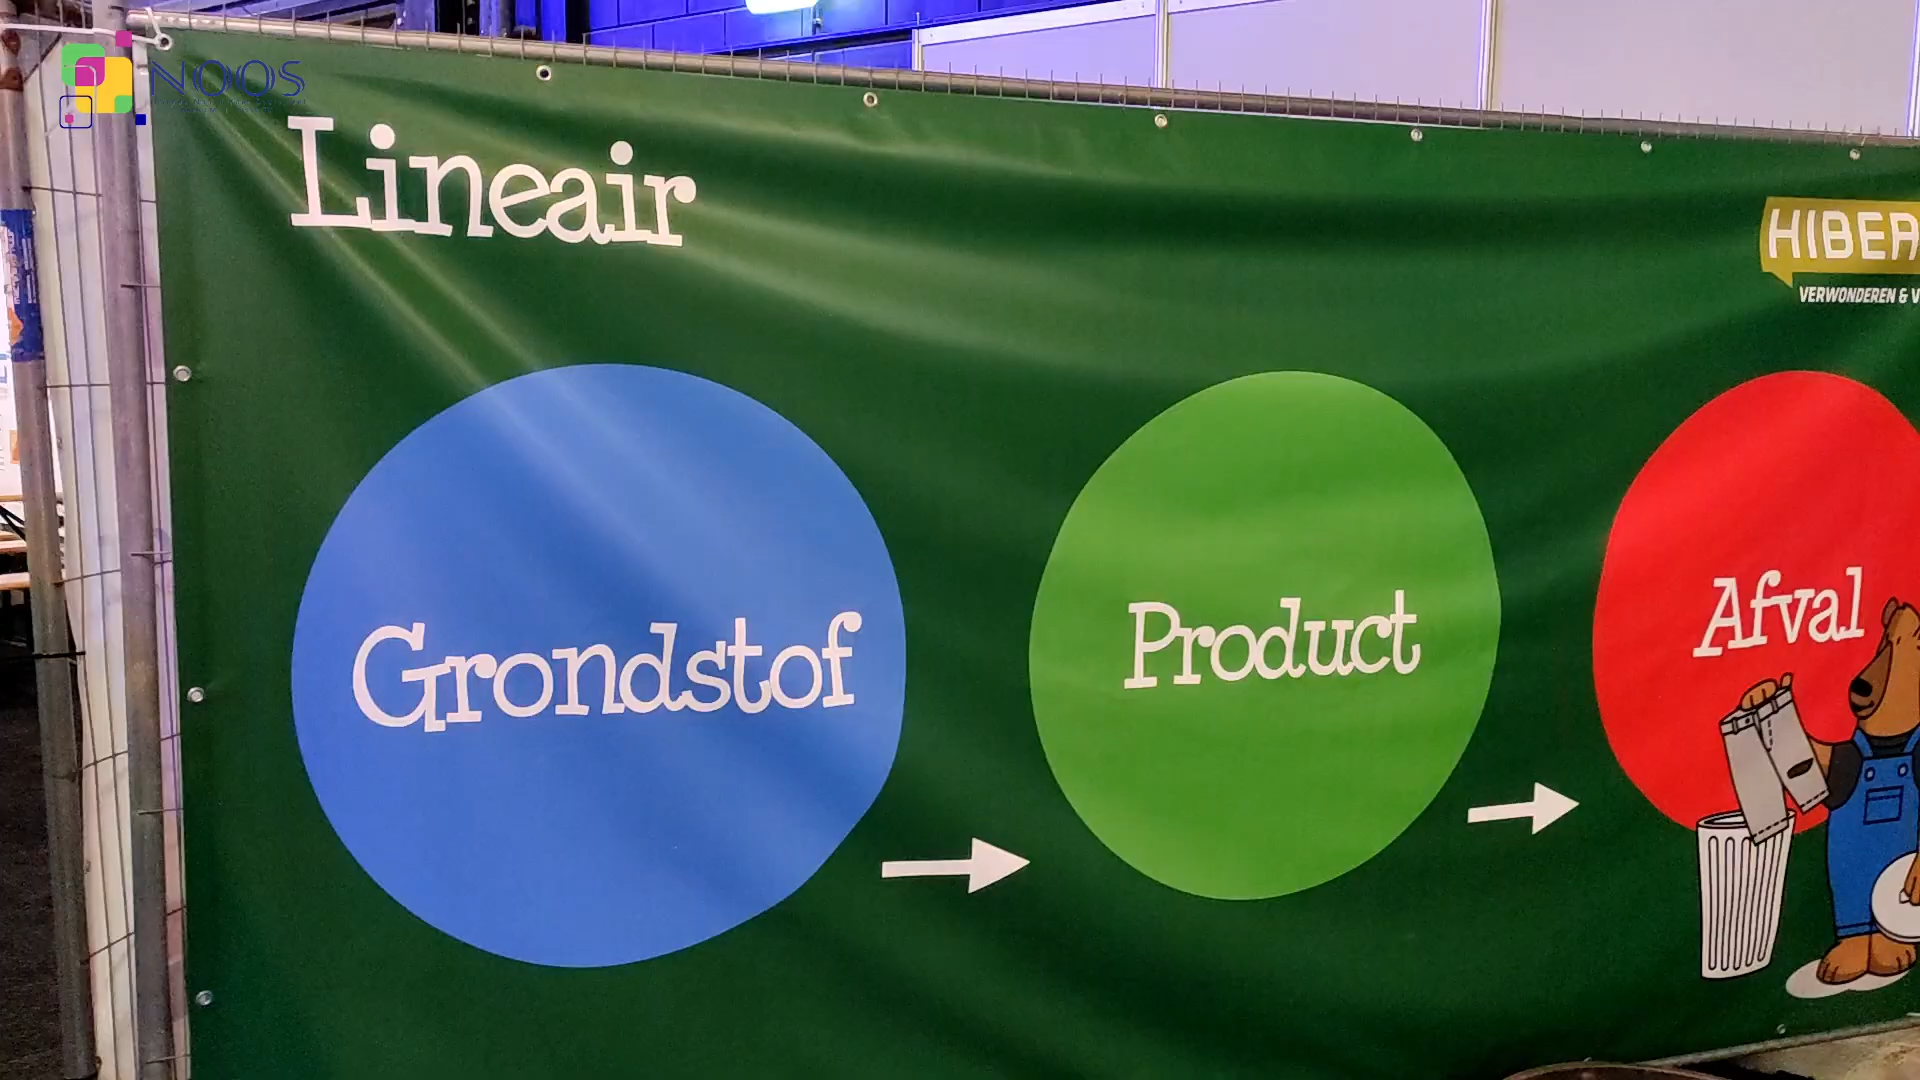 NOOS
Lineair
HIBER
VERWONDEREN & V
Grondstof
Product
Afval